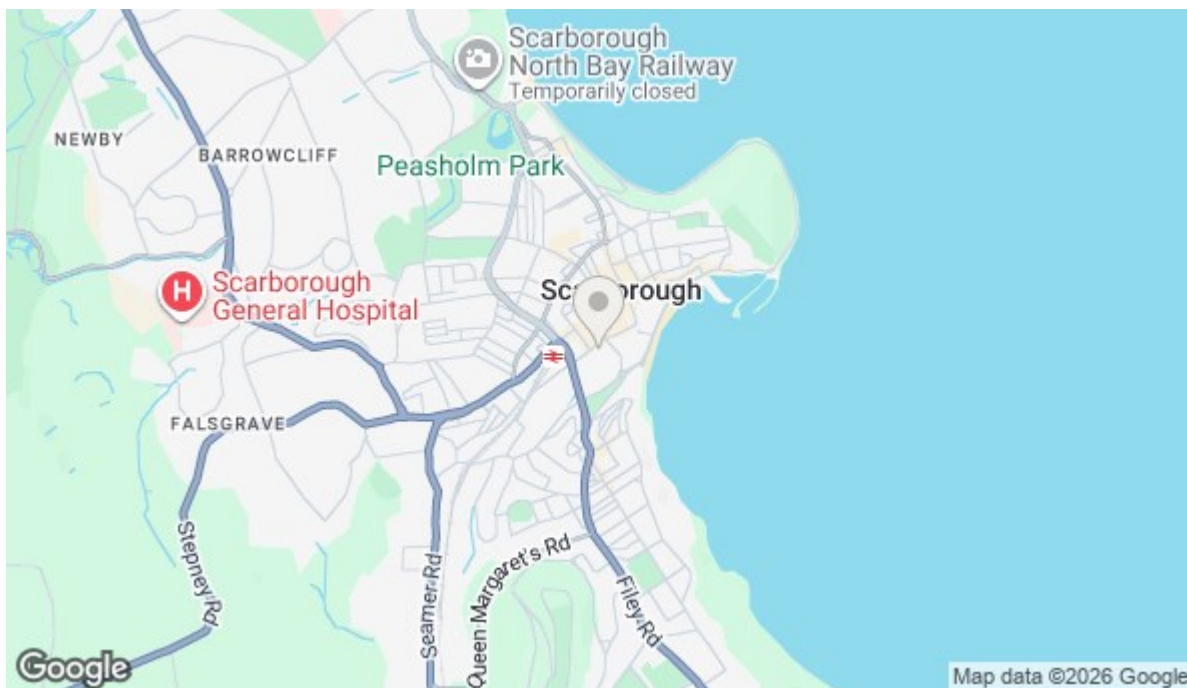 Scarborough
North Bay Railway
Temporarily closed
NEWBY
BARROWCLIFF
Peasholm Park
Scarborough
H
Scarborough
General Hospital
FALSGRAVE
Stepney Rd
Seamer Rd
Queen Margaret's Rd
Filey Rd
Google
Map data ©2026 Google